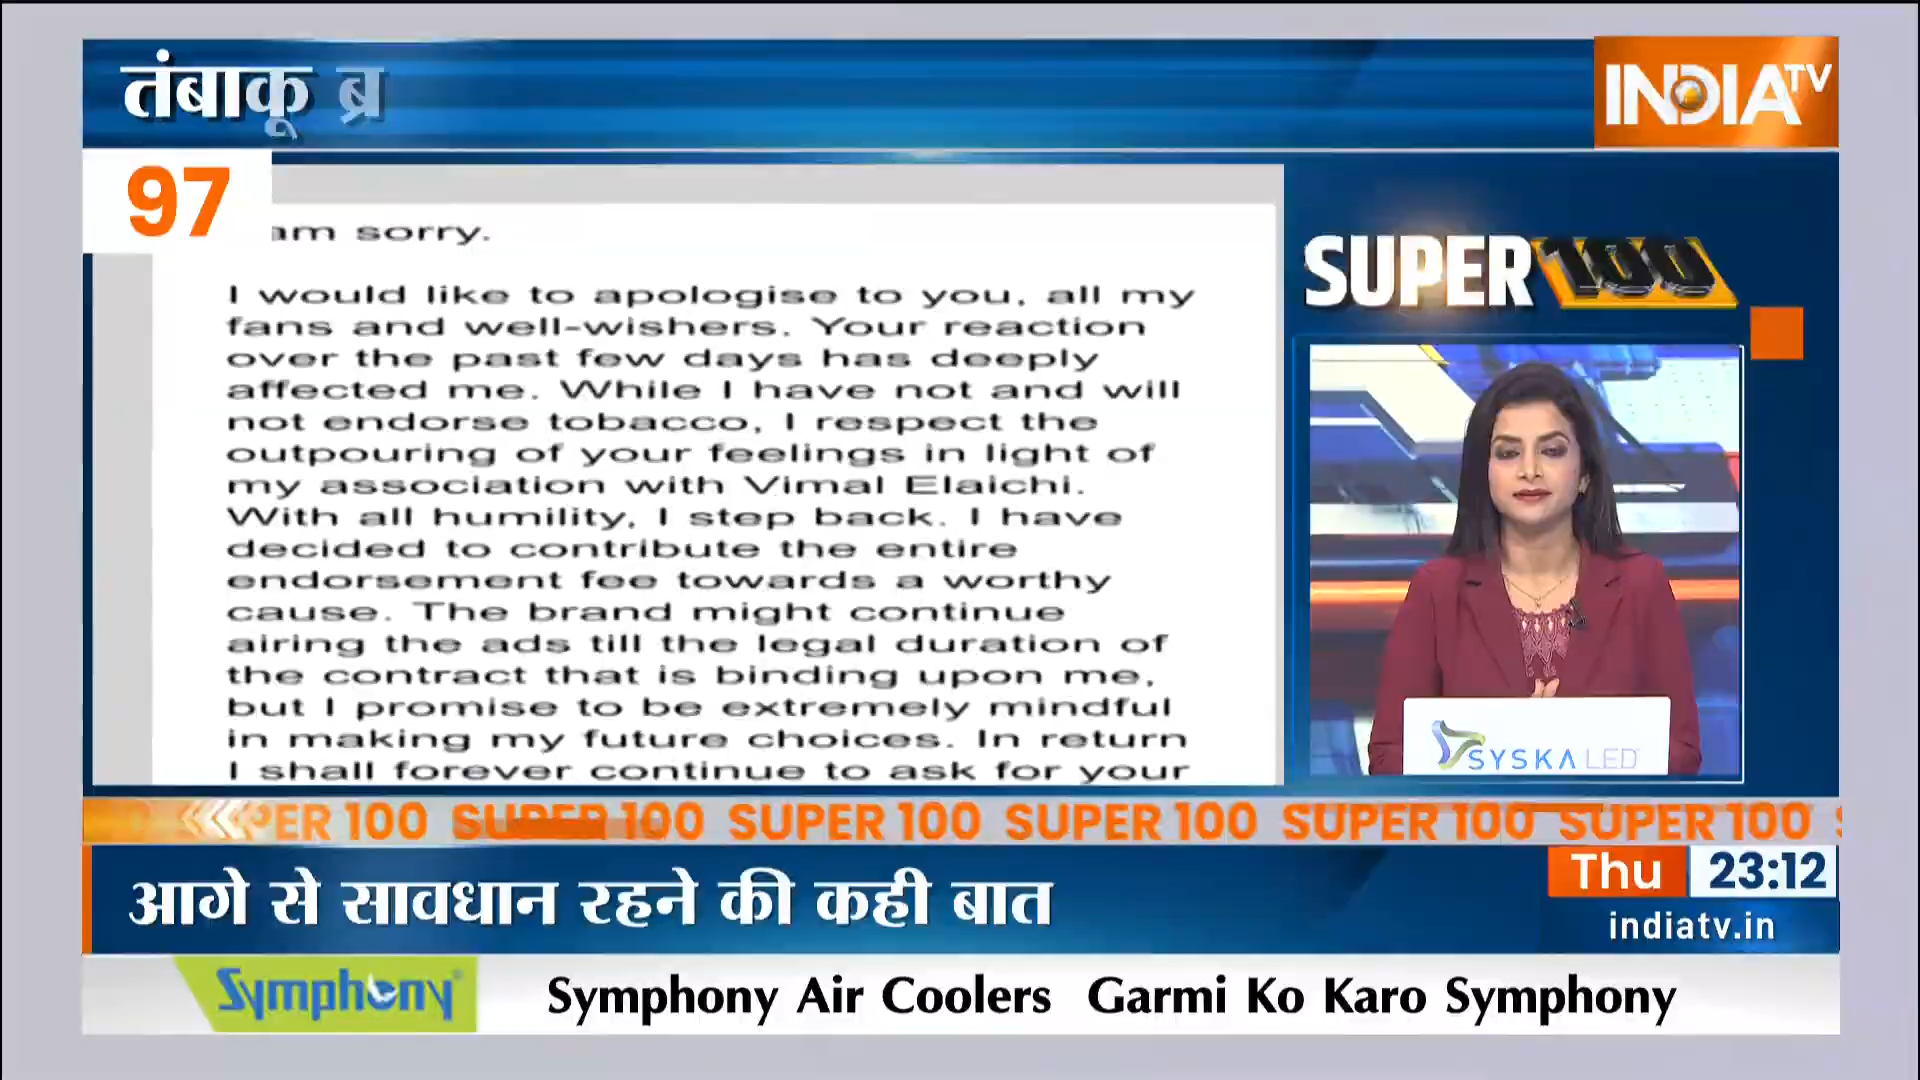 तंबाकू ब्र
INDIA TV
97
am sorry.
I would like to apologise to you, all my
fans and well-wishers. Your reaction
over the past few days has deeply
affected me. While I have not and will
not endorse tobacco, I respect the
outpouring of your feelings in light of
my association with Vimal Elaichi.
With all humility, I step back. I have
decided to contribute the entire
endorsement fee towards a worthy
cause. The brand might continue
airing the ads till the legal duration of
the contract that is binding upon me,
but I promise to be extremely mindful
in making my future choices. In return
I shall forever continue to ask for your
SUPER 100
SYSKA LED
PER 100 SUPER 100 SUPER 100 SUPER 100 SUPER 100 SUPER 100
आगे से सावधान रहने की कही बात
Thu 23:12
indiatv.in
Symphony
Symphony Air Coolers Garmi Ko Karo Symphony